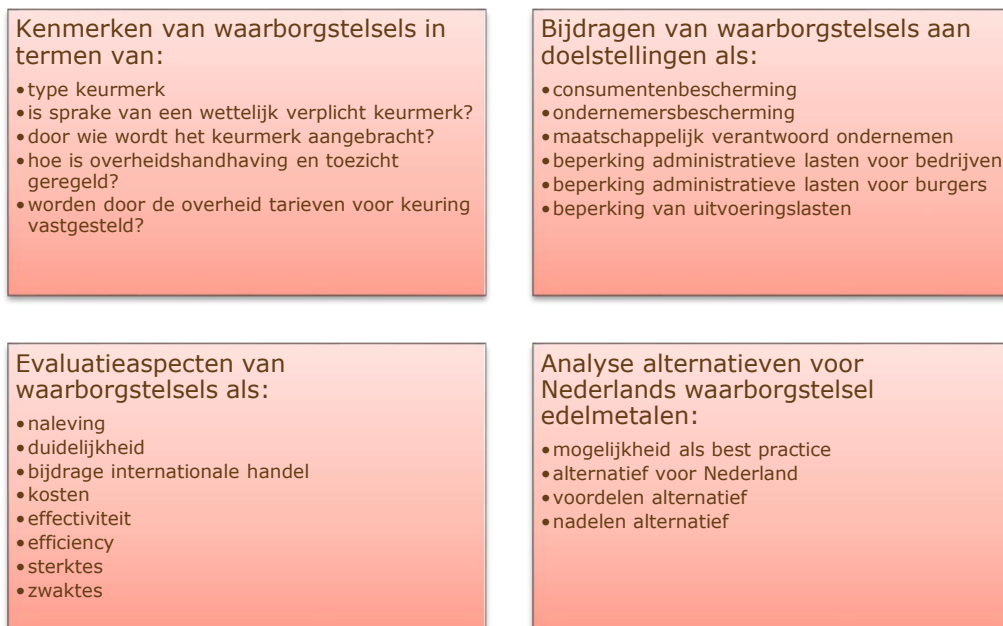 Kenmerken van waarborgstelsels in
termen van:
•type keurmerk
•is sprake van een wettelijk verplicht keurmerk?
•door wie wordt het keurmerk aangebracht?
•hoe is overheidshandhaving en toezicht
geregeld?
•worden door de overheid tarieven voor keuring
vastgesteld?
Bijdragen van waarborgstelsels aan
doelstellingen als:
•consumentenbescherming
•ondernemersbescherming
•maatschappelijk verantwoord ondernemen
•beperking administratieve lasten voor bedrijven
•beperking administratieve lasten voor burgers
•beperking van uitvoeringslasten
Evaluatieaspecten van
waarborgstelsels als:
•naleving
•duidelijkheid
•bijdrage internationale handel
•kosten
•effectiviteit
•efficiency
•sterktes
•zwaktes
Analyse alternatieven voor
Nederlands waarborgstelsel
edelmetalen:
•mogelijkheid als best practice
•alternatief voor Nederland
•voordelen alternatief
•nadelen alternatief